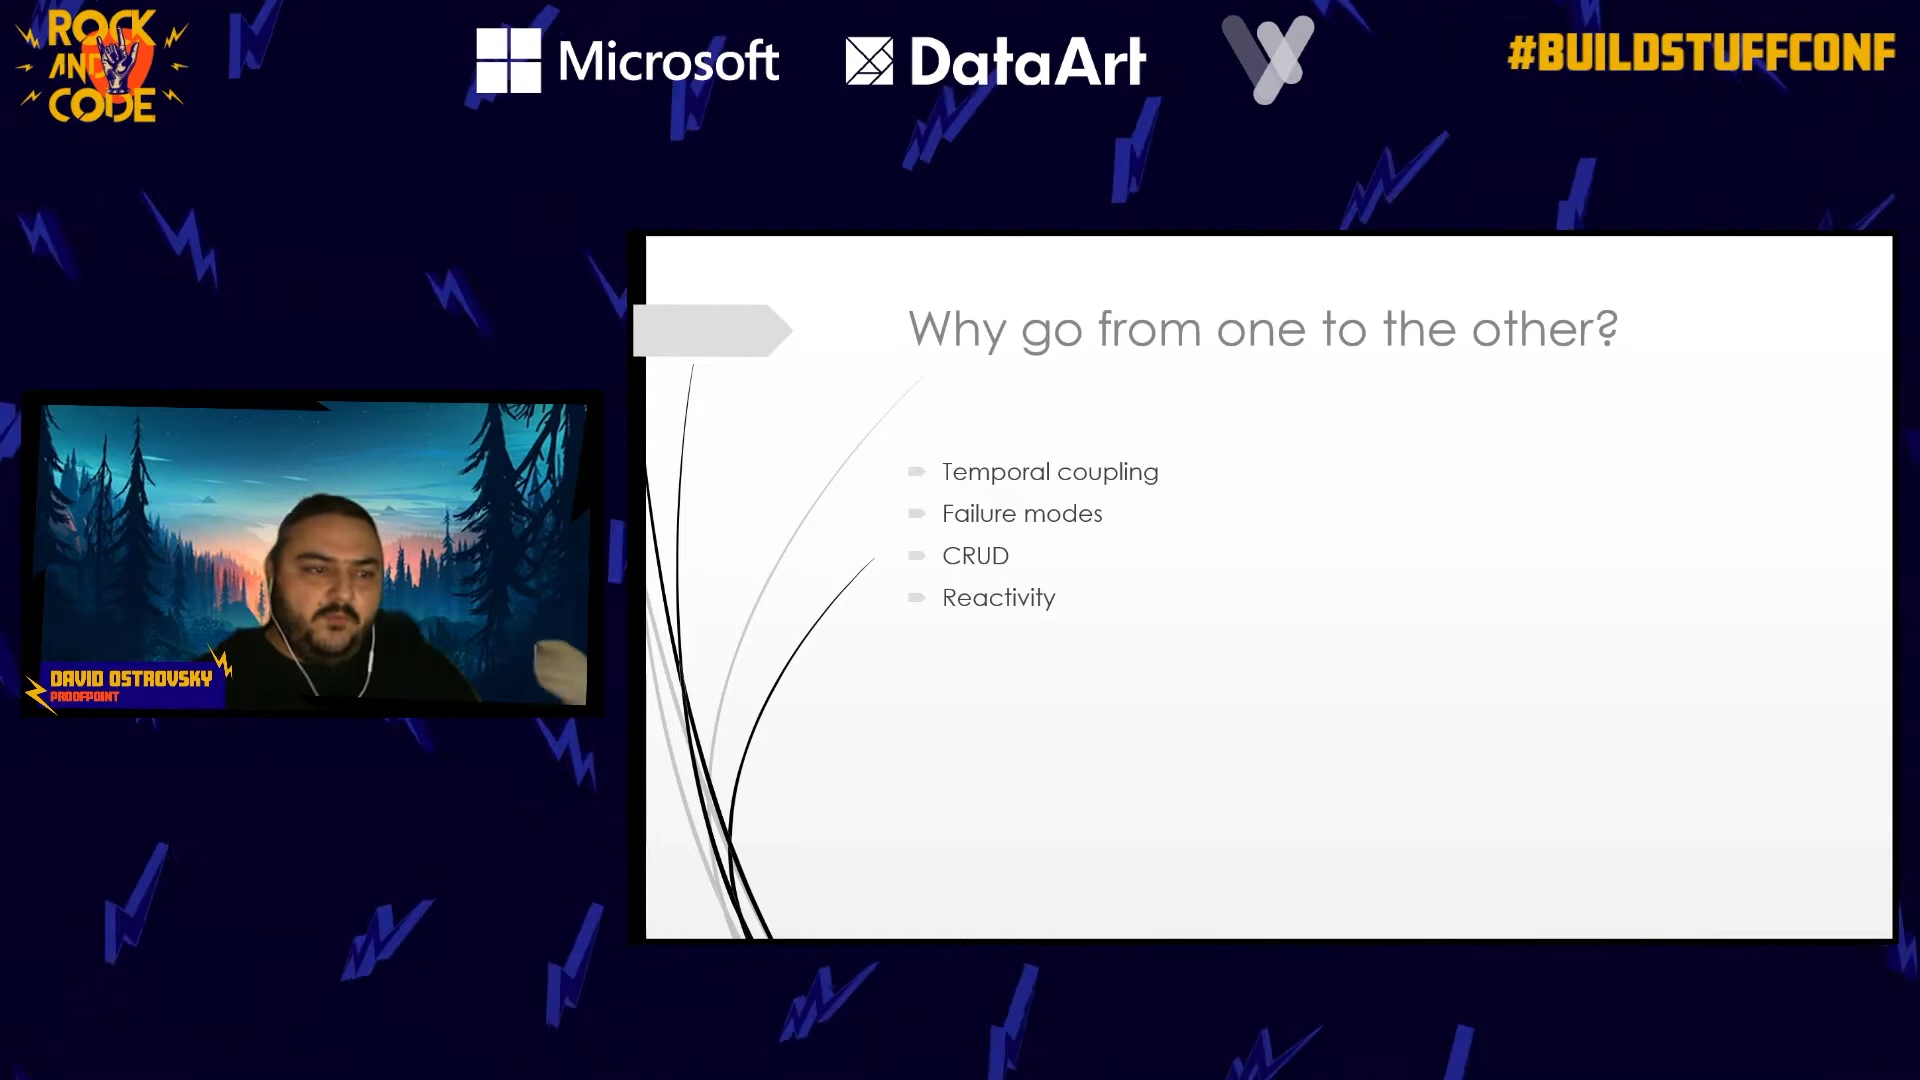 ROCK
AND
CODE
Microsoft
DataArt
#BUILDSTUFFCONF
Why go from one to the other?
Temporal coupling
Failure modes
CRUD
Reactivity
DAVID OSTROVSKY
PROOFPOINT